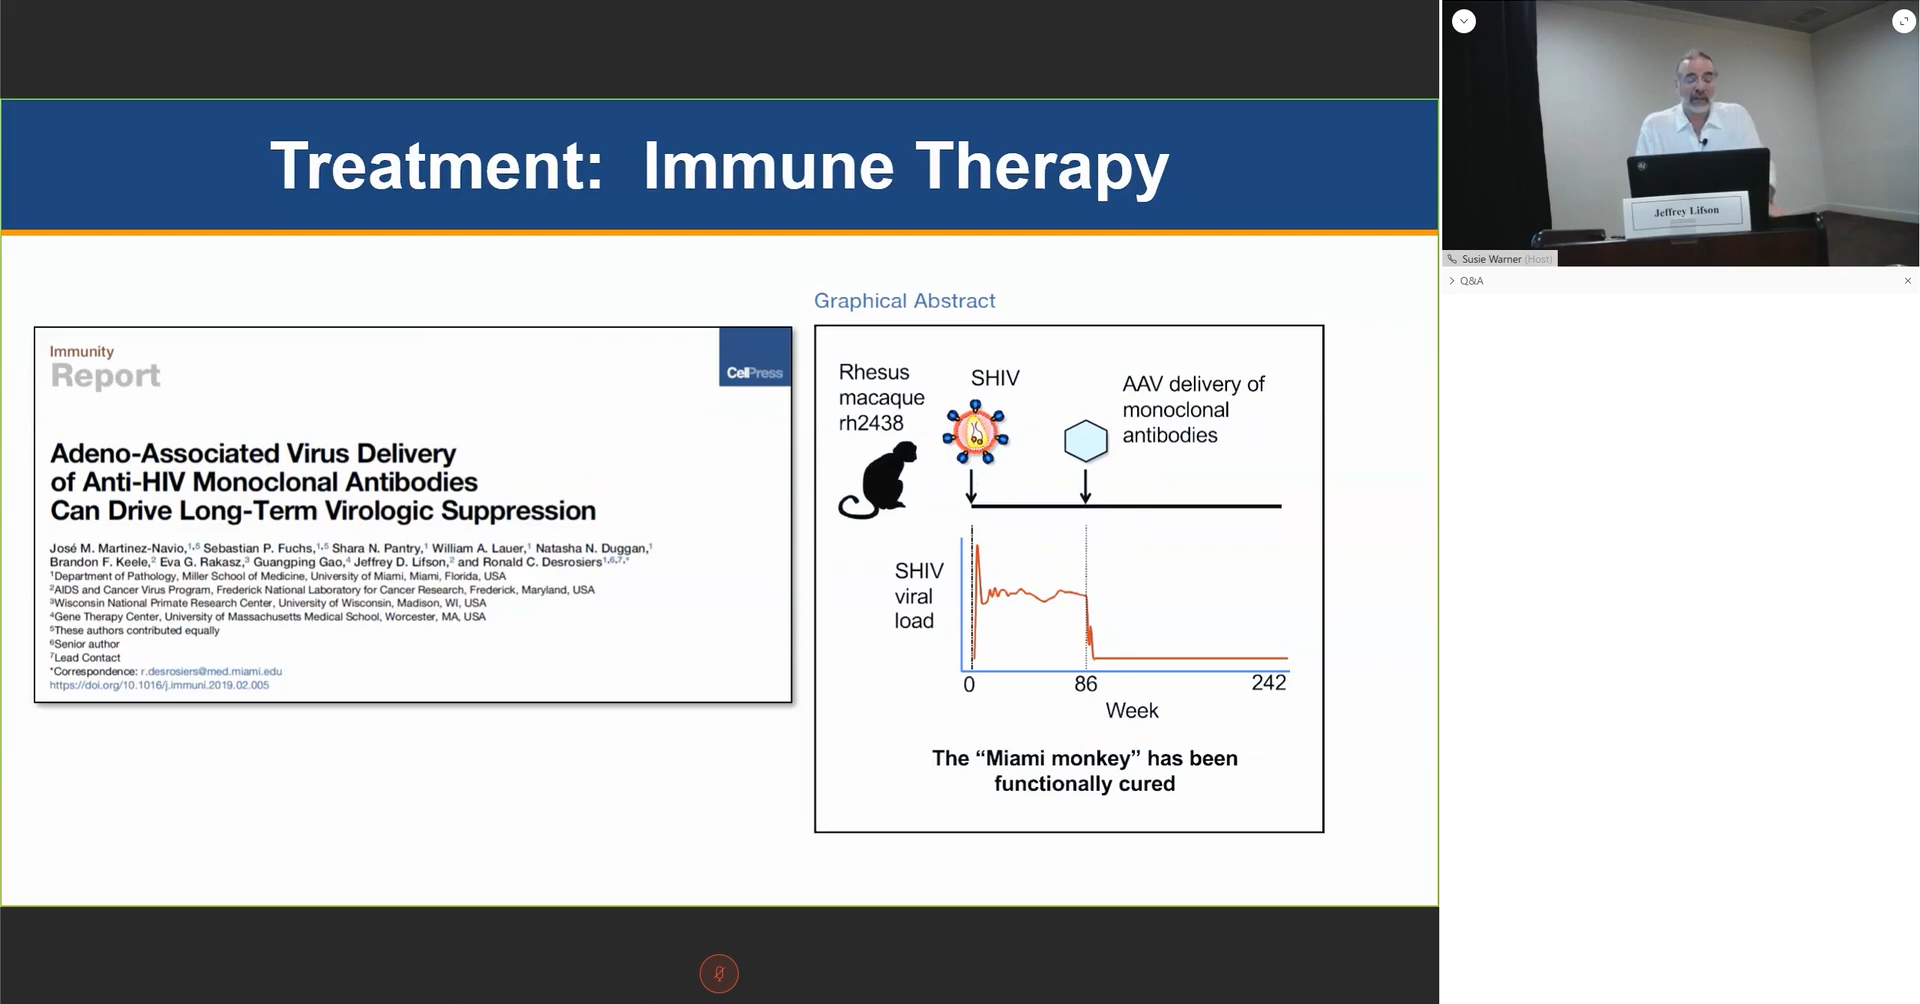 Treatment: Immune Therapy
Immunity
Report
CellPress
Adeno-Associated Virus Delivery
of Anti-HIV Monoclonal Antibodies
Can Drive Long-Term Virologic Suppression
José M. Martinez-Navio,1,5 Sebastian P. Fuchs,1,5 Shara N. Pantry,1 William A. Lauer,1 Natasha N. Duggan,1
Brandon F. Keele,2 Eva G. Rakasz,3 Guangping Gao,4 Jeffrey D. Lifson,2 and Ronald C. Desrosiers1,6,7,*
1Department of Pathology, Miller School of Medicine, University of Miami, Miami, Florida, USA
2AIDS and Cancer Virus Program, Frederick National Laboratory for Cancer Research, Frederick, Maryland, USA
3Wisconsin National Primate Research Center, University of Wisconsin, Madison, WI, USA
4Gene Therapy Center, University of Massachusetts Medical School, Worcester, MA, USA
5These authors contributed equally
6Senior author
7Lead Contact
*Correspondence: r.desrosiers@med.miami.edu
https://doi.org/10.1016/j.immuni.2019.02.005
Graphical Abstract
Rhesus
macaque
rh2438
SHIV
AAV delivery of
monoclonal
antibodies
SHIV
viral
load
0 86 242
Week
The “Miami monkey” has been
functionally cured
Jeffrey Lifson
Susie Warner (Host)
Q&A